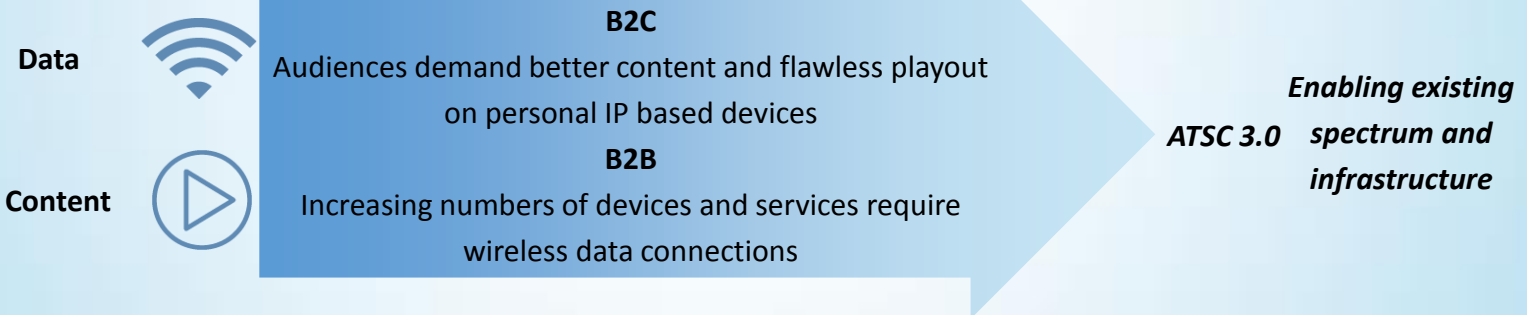 Data
Content
B2C
Audiences demand better content and flawless playout
on personal IP based devices
B2B
Increasing numbers of devices and services require
wireless data connections
ATSC 3.0
Enabling existing
spectrum and
infrastructure